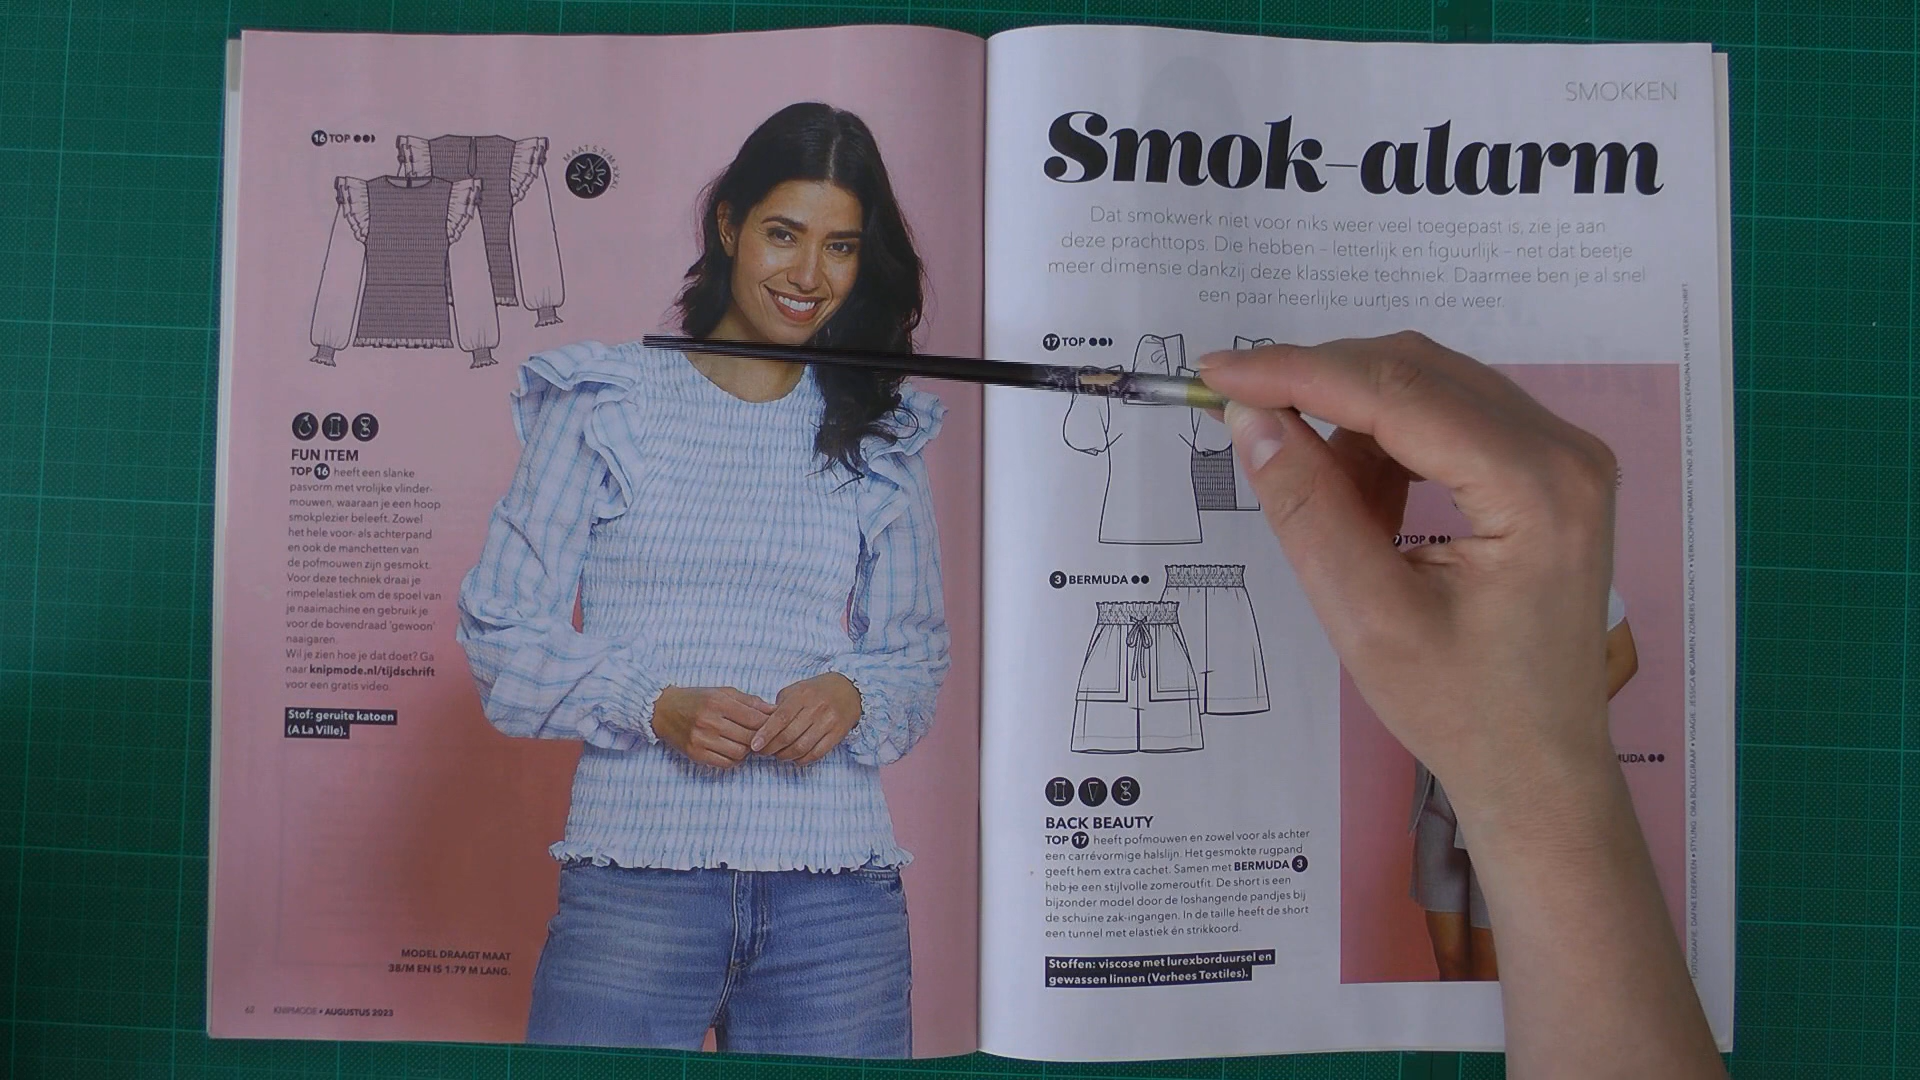 16 TOP
MAAT S T/M XXXL
FUN ITEM
TOP 16 heeft een slanke
pasvorm met vrolijke vlinder-
mouwen, waaraan je een hoop
smokplezier beleeft. Zowel
het hele voor- als achterpand
en ook de manchetten van
de pofmouwen zijn gesmokt.
Voor deze techniek draai je
rimpelelastiek om de spoel van
je naaimachine en gebruik je
voor de bovendraad 'gewoon'
naaigaren.
Wil je zien hoe je dat doet? Ga
naar knipmode.nl/tijdschrift
voor een gratis video.
Stof: geruite katoen
(A La Ville).
MODEL DRAAGT MAAT
38/M EN IS 1.79 M LANG.
62 KNIPMODE • AUGUSTUS 2023
SMOKKEN
Smok-alarm
Dat smokwerk niet voor niks weer veel toegepast is, zie je aan
deze prachttops. Die hebben – letterlijk en figuurlijk – net dat beetje
meer dimensie dankzij deze klassieke techniek. Daarmee ben je al snel
een paar heerlijke uurtjes in de weer.
17 TOP
3 BERMUDA
BACK BEAUTY
TOP 17 heeft pofmouwen en zowel voor als achter
een carrévormige halslijn. Het gesmokte rugpand
geeft hem extra cachet. Samen met BERMUDA 3
heb je een stijlvolle zomeroutfit. De short is een
bijzonder model door de loshangende pandjes bij
de schuine zak-ingangen. In de taille heeft de short
een tunnel met elastiek én strikkoord.
Stoffen: viscose met lurexborduursel en
gewassen linnen (Verhees Textiles).
TOP
UDA